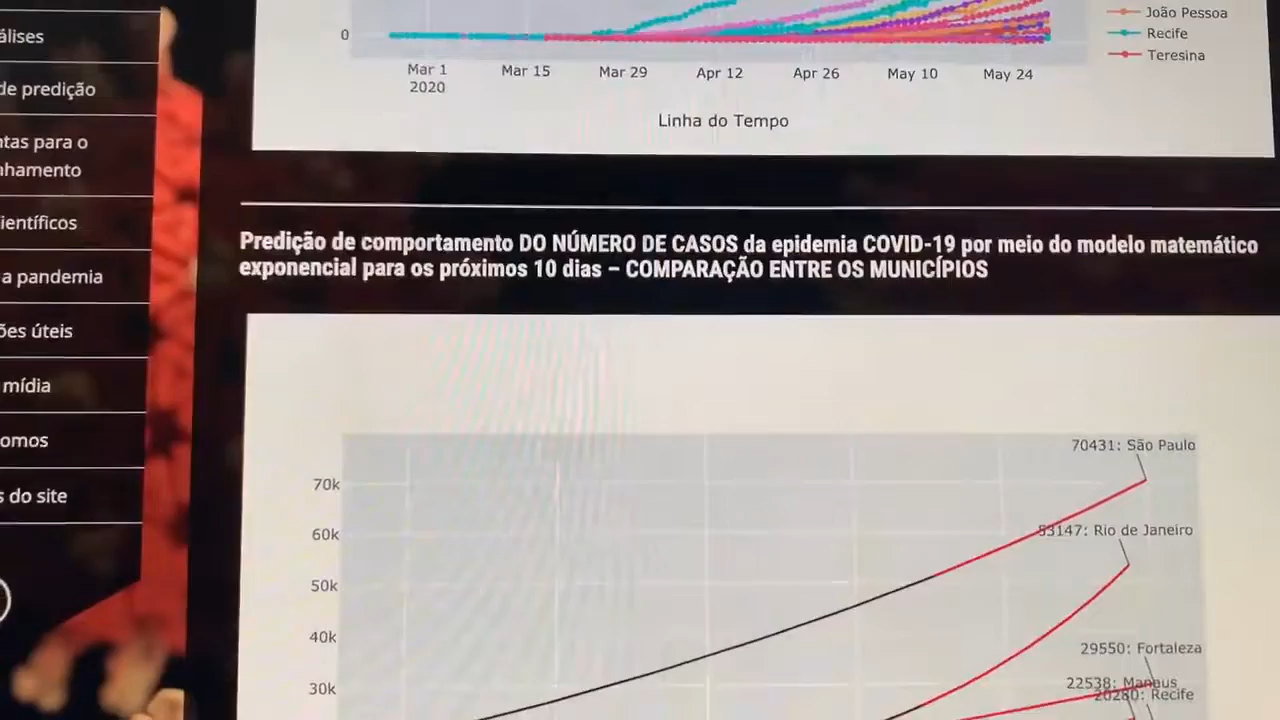 álises
de predição
ntas para o
nhamento
ientíficos
a pandemia
ões úteis
mídia
omos
s do site
0
Mar 1
2020
Mar 15
Mar 29
Apr 12
Apr 26
May 10
May 24
Linha do Tempo
João Pessoa
Recife
Teresina
Predição de comportamento DO NÚMERO DE CASOS da epidemia COVID-19 por meio do modelo matemático
exponencial para os próximos 10 dias – COMPARAÇÃO ENTRE OS MUNICÍPIOS
70431: São Paulo
70k
53147: Rio de Janeiro
60k
50k
40k
29550: Fortaleza
30k
22538: Manaus
20280: Recife